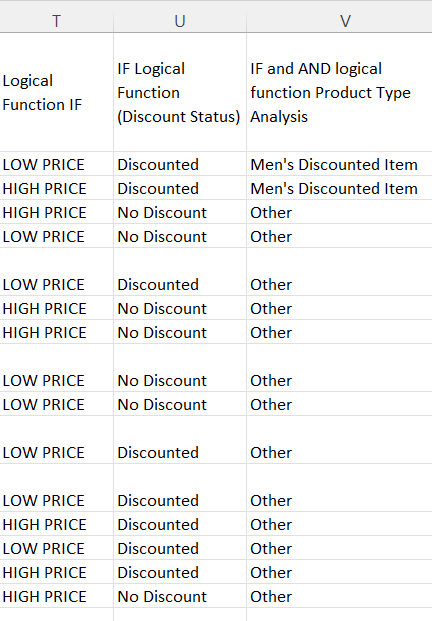 T U V
Logical Function IF IF Logical Function (Discount Status) IF and AND logical function Product Type Analysis
LOW PRICE Discounted Men's Discounted Item
HIGH PRICE Discounted Men's Discounted Item
HIGH PRICE No Discount Other
LOW PRICE No Discount Other
LOW PRICE Discounted Other
HIGH PRICE No Discount Other
HIGH PRICE No Discount Other
LOW PRICE No Discount Other
LOW PRICE No Discount Other
LOW PRICE Discounted Other
LOW PRICE Discounted Other
HIGH PRICE Discounted Other
LOW PRICE Discounted Other
HIGH PRICE Discounted Other
HIGH PRICE No Discount Other